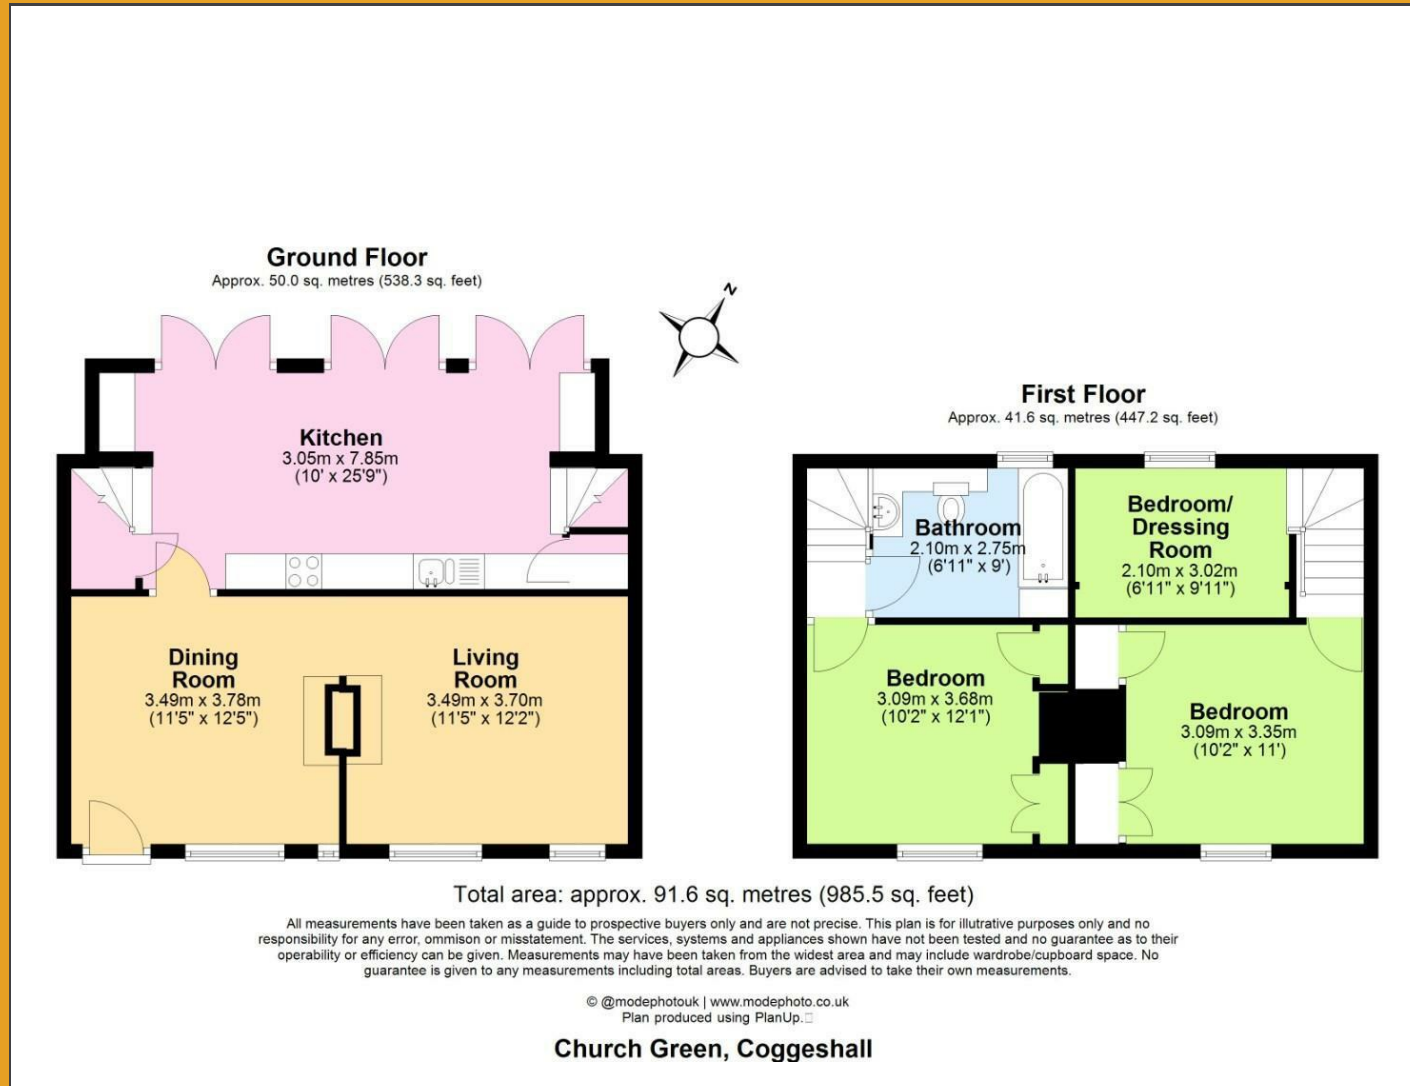 Ground Floor
Approx. 50.0 sq. metres (538.3 sq. feet)
N
Kitchen
3.05m x 7.85m
(10' x 25'9")
Dining
Room
3.49m x 3.78m
(11'5" x 12'5")
Living
Room
3.49m x 3.70m
(11'5" x 12'2")
First Floor
Approx. 41.6 sq. metres (447.2 sq. feet)
Bathroom
2.10m x 2.75m
(6'11" x 9')
Bedroom/
Dressing
Room
2.10m x 3.02m
(6'11" x 9'11")
Bedroom
3.09m x 3.68m
(10'2" x 12'1")
Bedroom
3.09m x 3.35m
(10'2" x 11')
Total area: approx. 91.6 sq. metres (985.5 sq. feet)
All measurements have been taken as a guide to prospective buyers only and are not precise. This plan is for illutrative purposes only and no
responsibility for any error, ommison or misstatement. The services, systems and appliances shown have not been tested and no guarantee as to their
operability or efficiency can be given. Measurements may have been taken from the widest area and may include wardrobe/cupboard space. No
guarantee is given to any measurements including total areas. Buyers are advised to take their own measurements.
© @modephotouk | www.modephoto.co.uk
Plan produced using PlanUp.
Church Green, Coggeshall